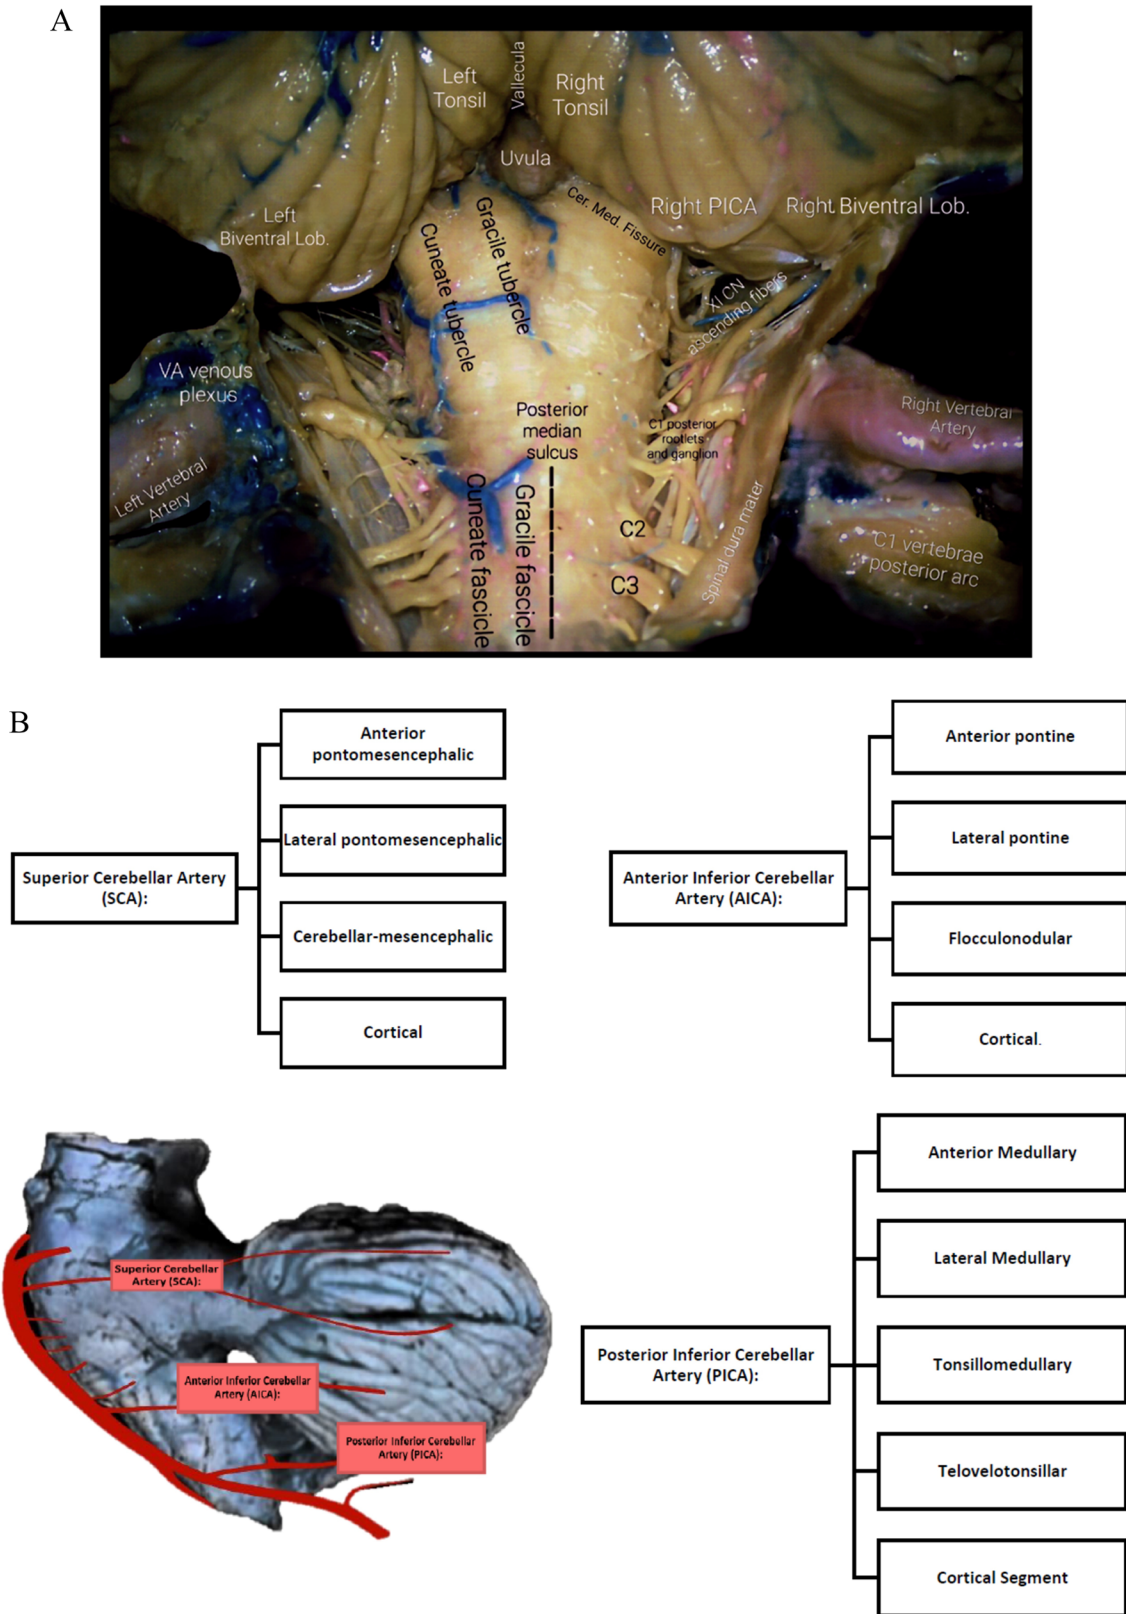 A
Left
Tonsil
Vallecula
Right
Tonsil
Uvula
Left
Biventral Lob.
Gracile tubercle
Cuneate tubercle
Cer. Med. Fissure
Right PICA
Right Biventral Lob.
XI CN
ascending fibers
VA venous
plexus
Left Vertebral
Artery
Posterior
median
sulcus
C1 posterior
rootlets
and ganglion
Right Vertebral
Artery
Cuneate fascicle
Gracile fascicle
C2
C3
Spinal dura mater
C1 vertebrae
posterior arc
B
Superior Cerebellar Artery
(SCA):
Anterior
pontomesencephalic
Lateral pontomesencephalic
Cerebellar-mesencephalic
Cortical
Anterior Inferior Cerebellar
Artery (AICA):
Anterior pontine
Lateral pontine
Flocculonodular
Cortical.
Superior Cerebellar
Artery (SCA):
Anterior Inferior Cerebellar
Artery (AICA):
Posterior Inferior Cerebellar
Artery (PICA):
Posterior Inferior Cerebellar
Artery (PICA):
Anterior Medullary
Lateral Medullary
Tonsillomedullary
Telovelotonsillar
Cortical Segment